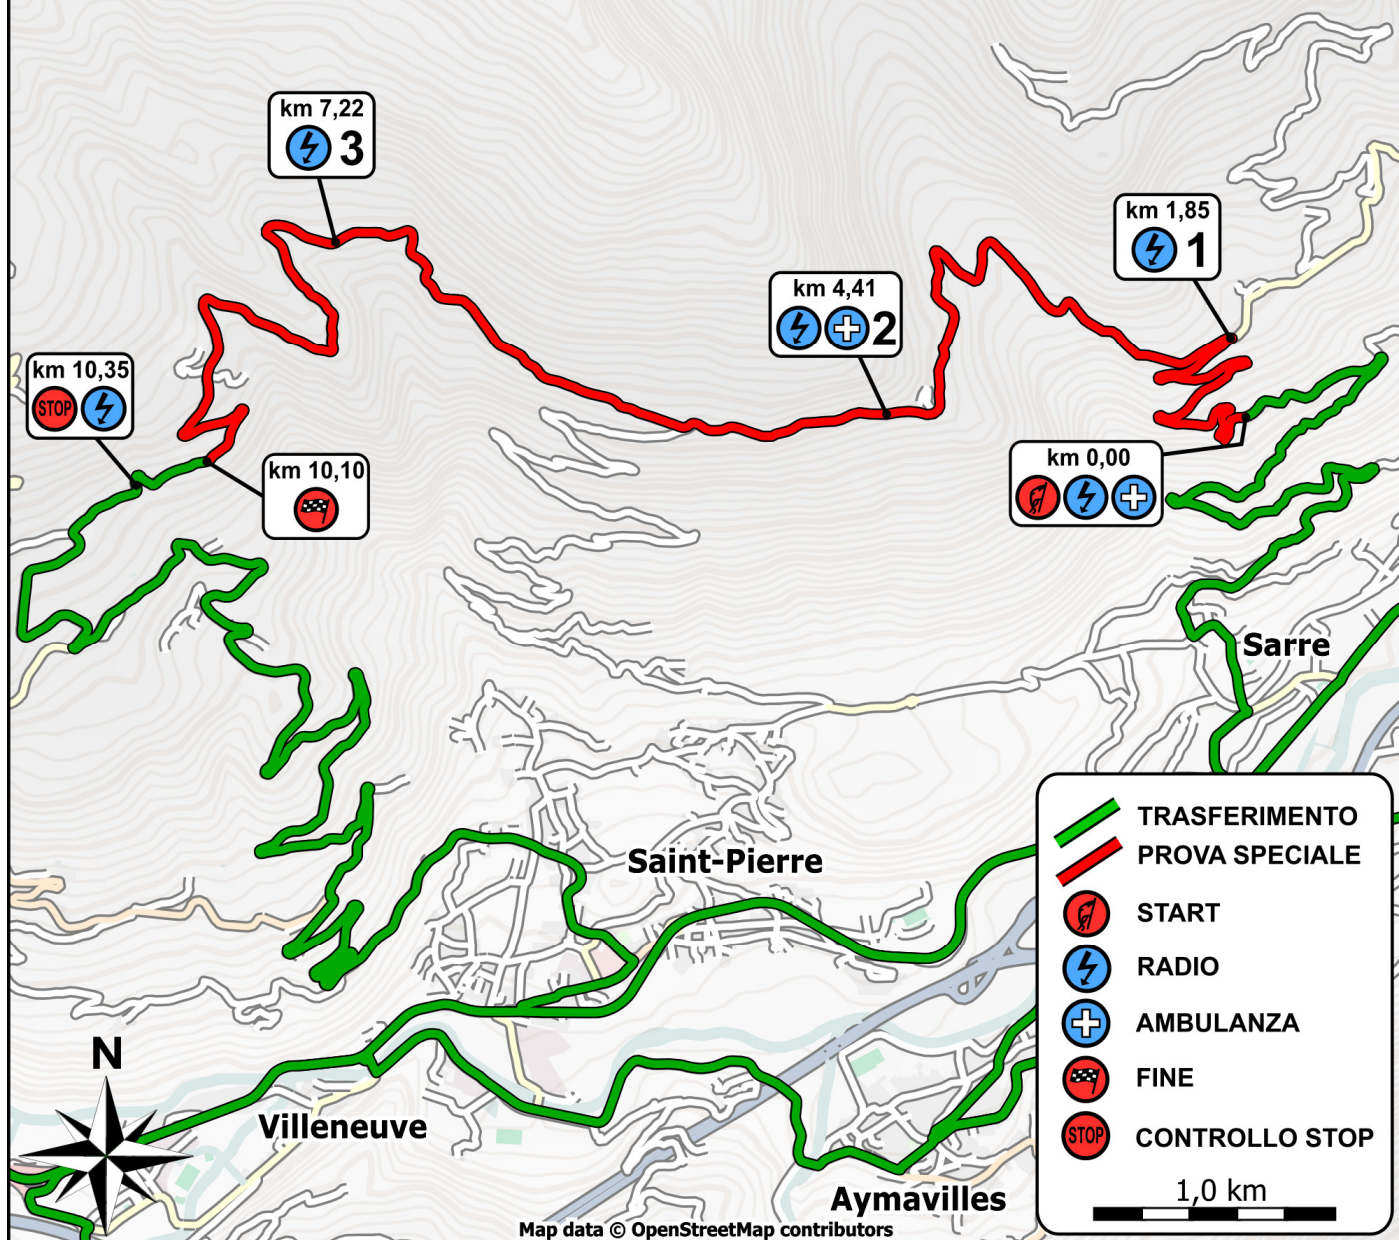 km 7,22
3
km 1,85
1
km 4,41
2
km 10,35
STOP
km 0,00
km 10,10
Sarre
Saint-Pierre
Villeneuve
Aymavilles
N
TRASFERIMENTO
PROVA SPECIALE
START
RADIO
AMBULANZA
FINE
STOP CONTROLLO STOP
1,0 km
Map data © OpenStreetMap contributors